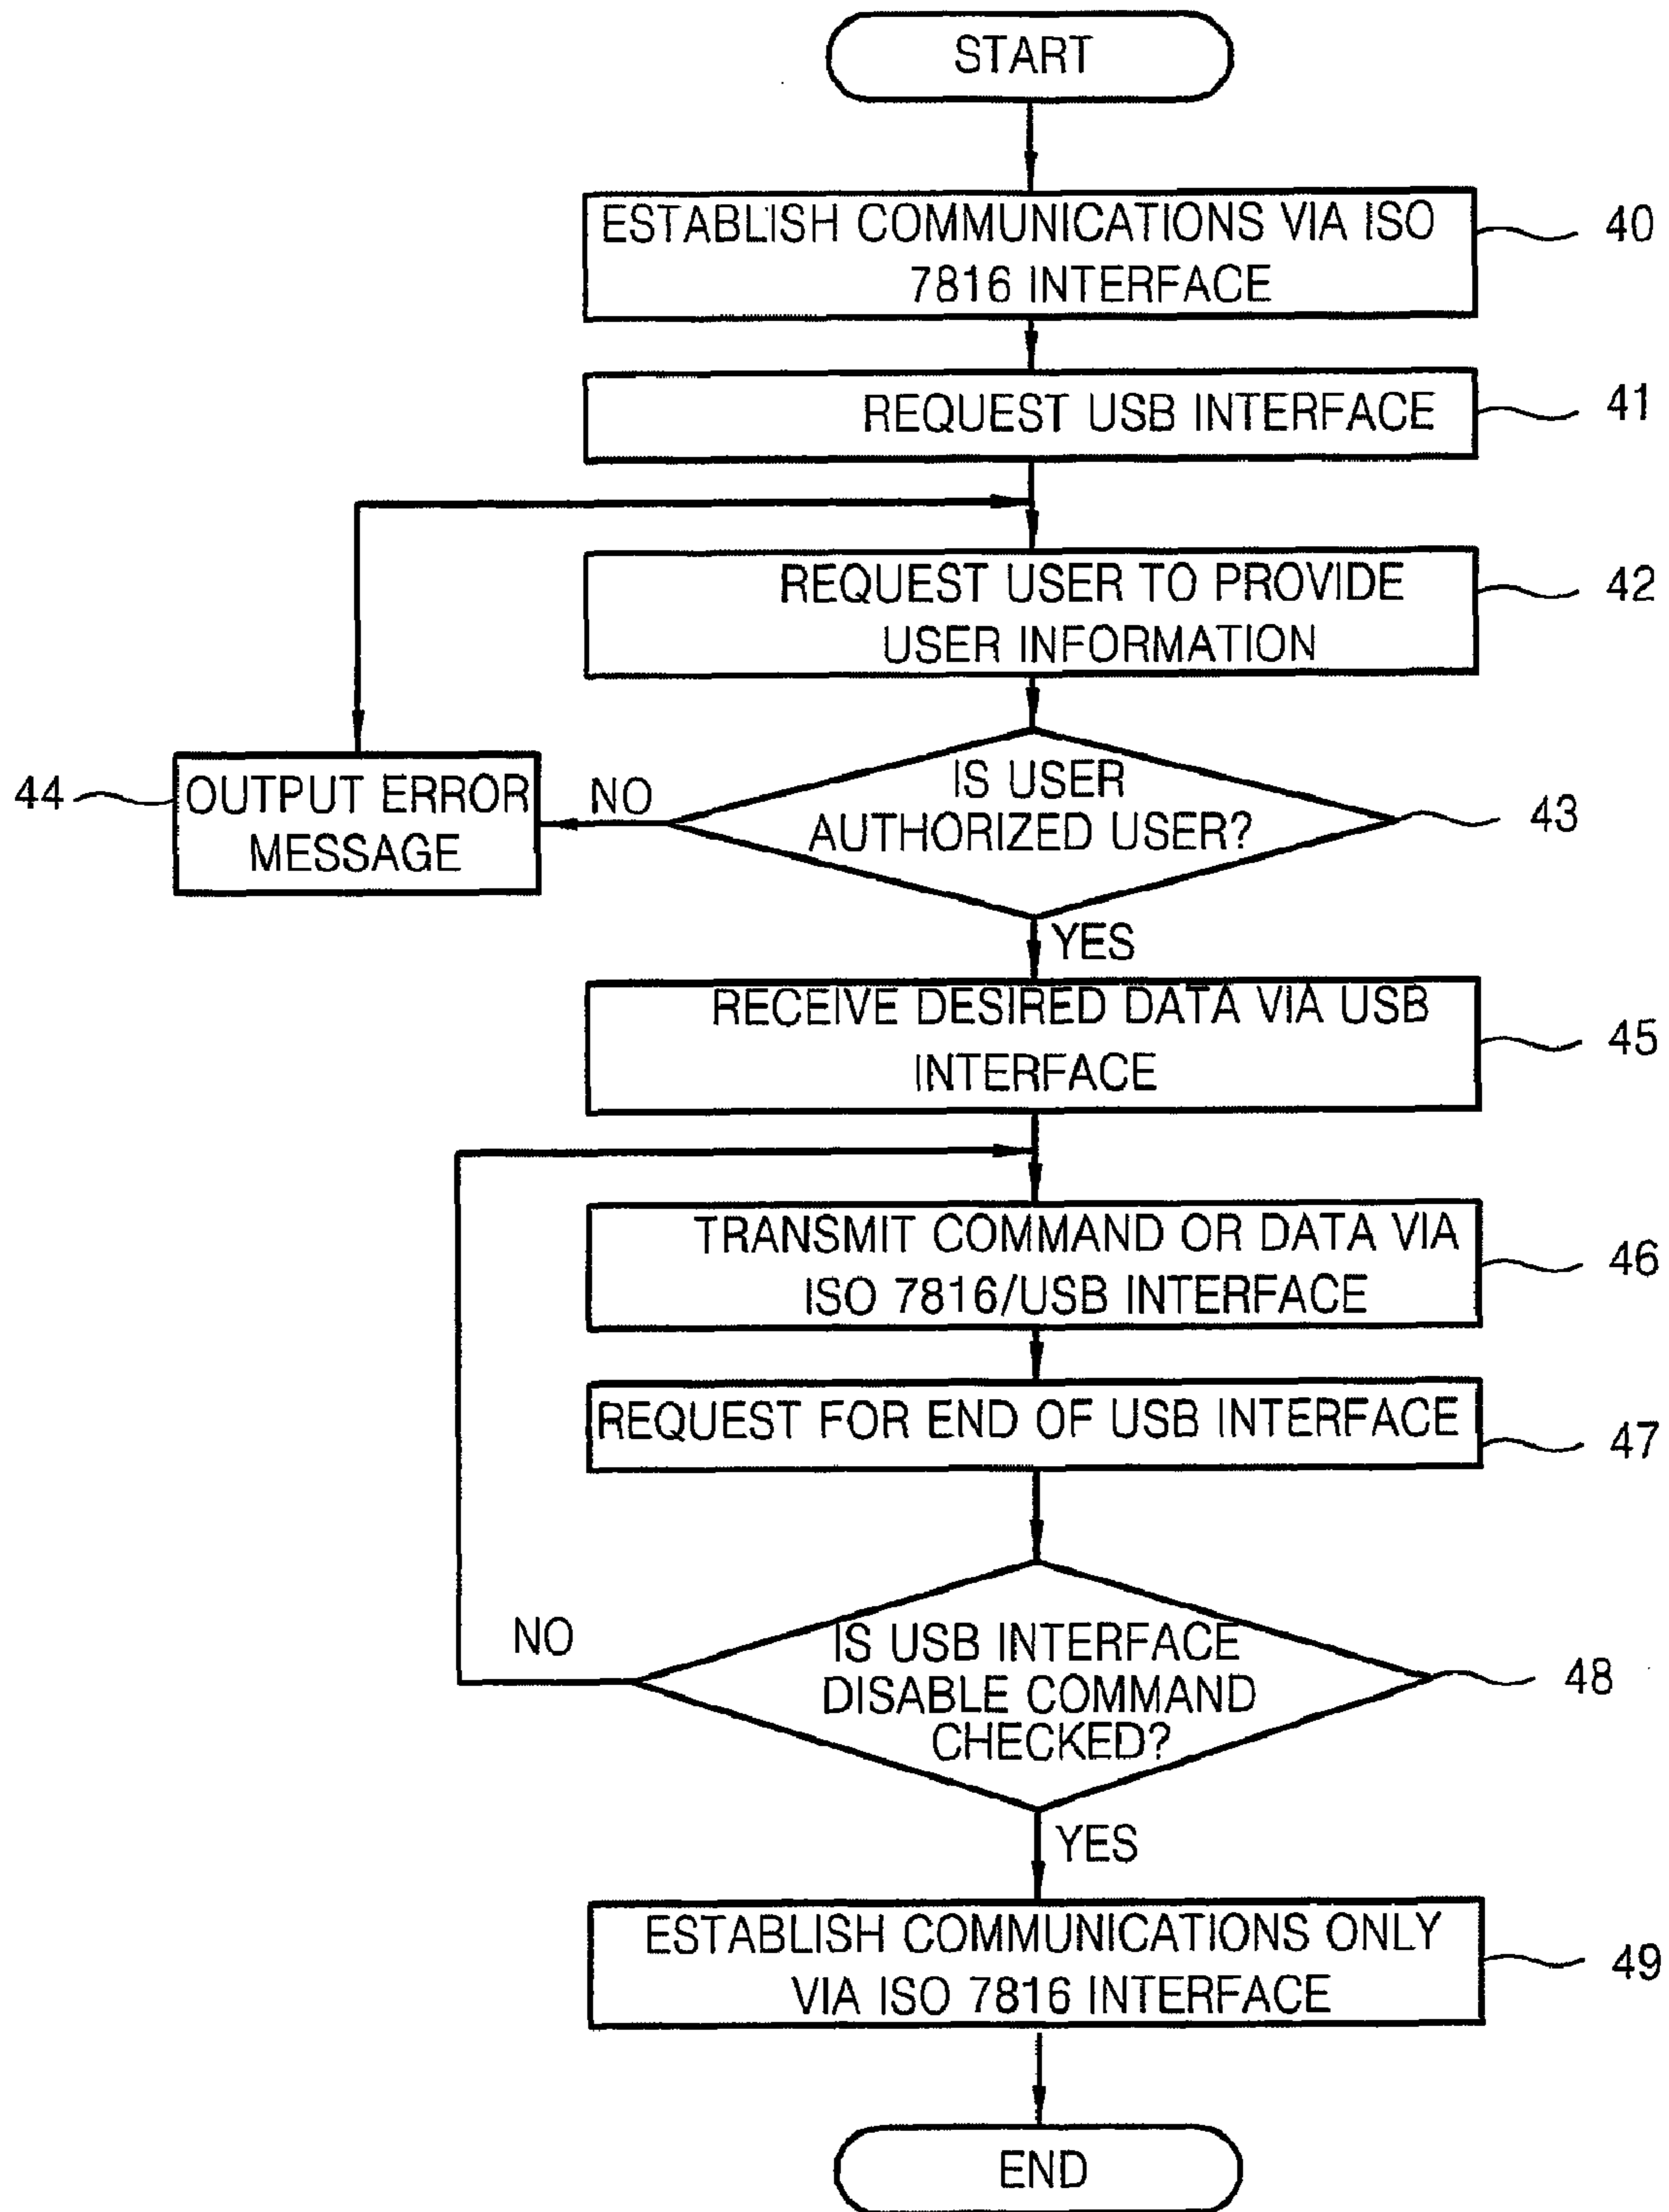 START
ESTABLISH COMMUNICATIONS VIA ISO
7816 INTERFACE
40
REQUEST USB INTERFACE
41
REQUEST USER TO PROVIDE
USER INFORMATION
42
IS USER
AUTHORIZED USER?
43
NO
44
OUTPUT ERROR
MESSAGE
YES
RECEIVE DESIRED DATA VIA USB
INTERFACE
45
TRANSMIT COMMAND OR DATA VIA
ISO 7816/USB INTERFACE
46
REQUEST FOR END OF USB INTERFACE
47
NO
IS USB INTERFACE
DISABLE COMMAND
CHECKED?
48
YES
ESTABLISH COMMUNICATIONS ONLY
VIA ISO 7816 INTERFACE
49
END